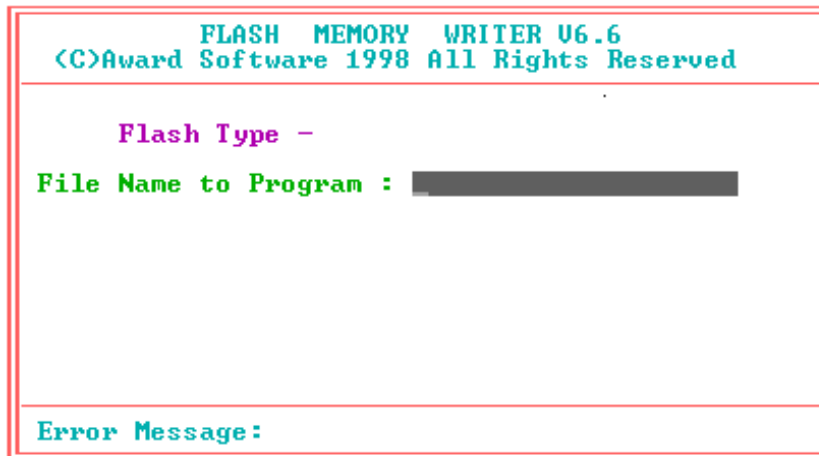 FLASH MEMORY WRITER V6.6
(C)Award Software 1998 All Rights Reserved
Flash Type -
File Name to Program :
Error Message: